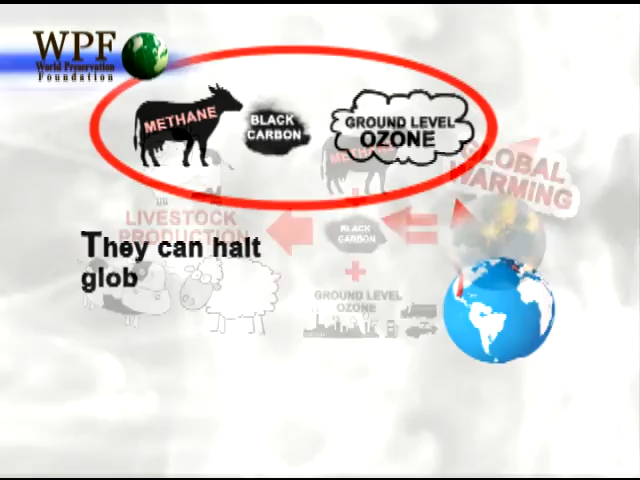 WPF
World Preservation
Foundation
METHANE
BLACK
CARBON
GROUND LEVEL
OZONE
METHANE
GLOBAL
WARMING
LIVESTOCK
PRODUCTION
BLACK
CARBON
They can halt
glob
GROUND LEVEL
OZONE